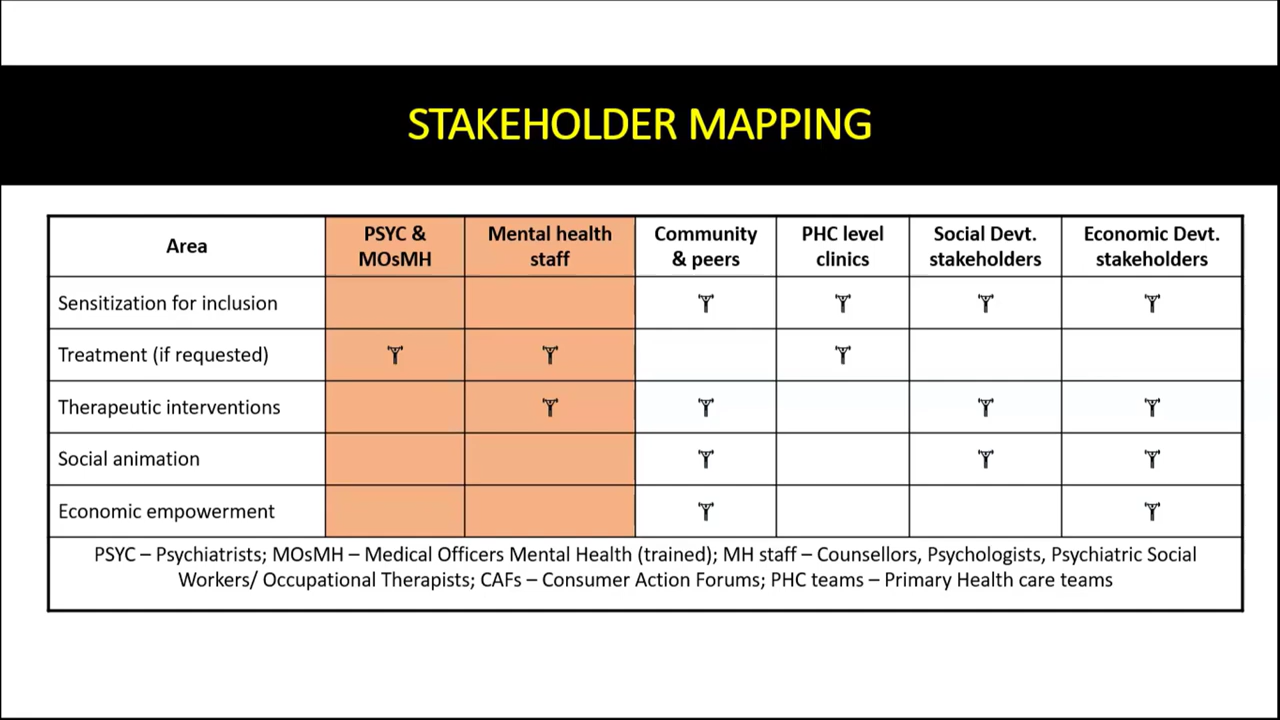 STAKEHOLDER MAPPING
Area
PSYC &
MOsMH
Mental health
staff
Community
& peers
PHC level
clinics
Social Devt.
stakeholders
Economic Devt.
stakeholders
Sensitization for inclusion
Treatment (if requested)
Therapeutic interventions
Social animation
Economic empowerment
PSYC – Psychiatrists; MOsMH – Medical Officers Mental Health (trained); MH staff – Counsellors, Psychologists, Psychiatric Social
Workers/ Occupational Therapists; CAFs – Consumer Action Forums; PHC teams – Primary Health care teams